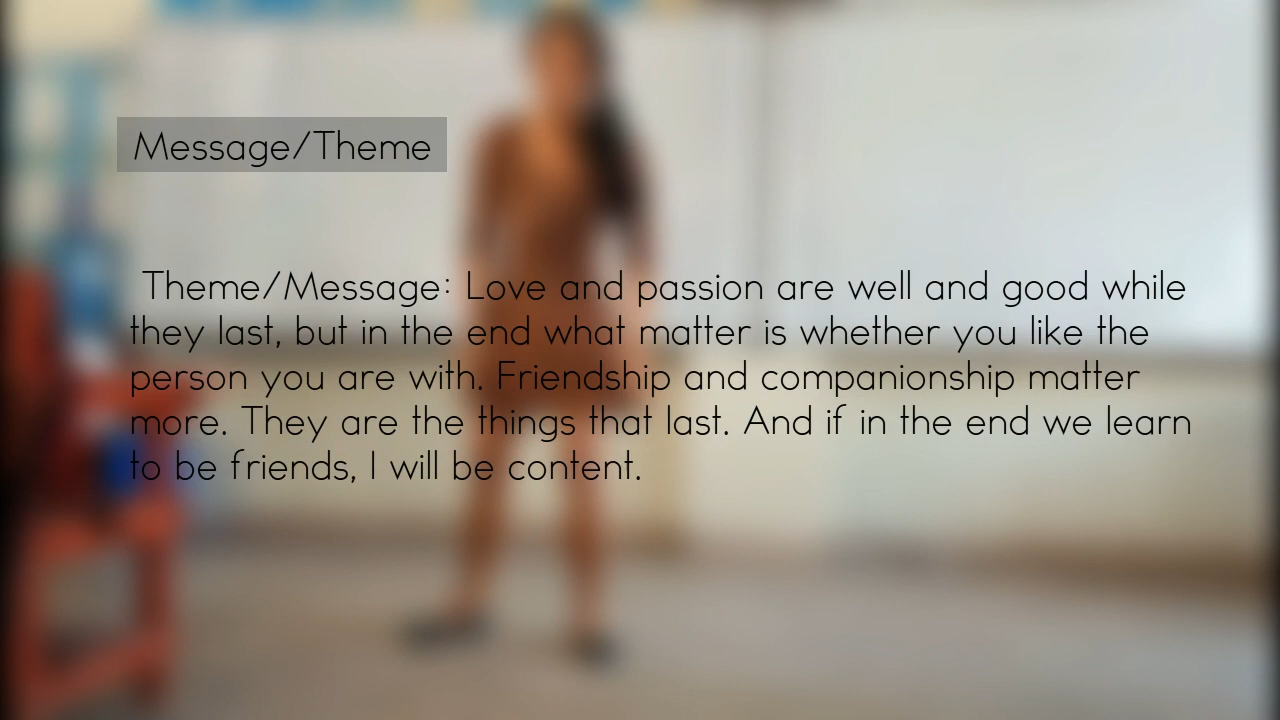 Message/Theme
Theme/Message: Love and passion are well and good while
they last, but in the end what matter is whether you like the
person you are with. Friendship and companionship matter
more. They are the things that last. And if in the end we learn
to be friends, I will be content.